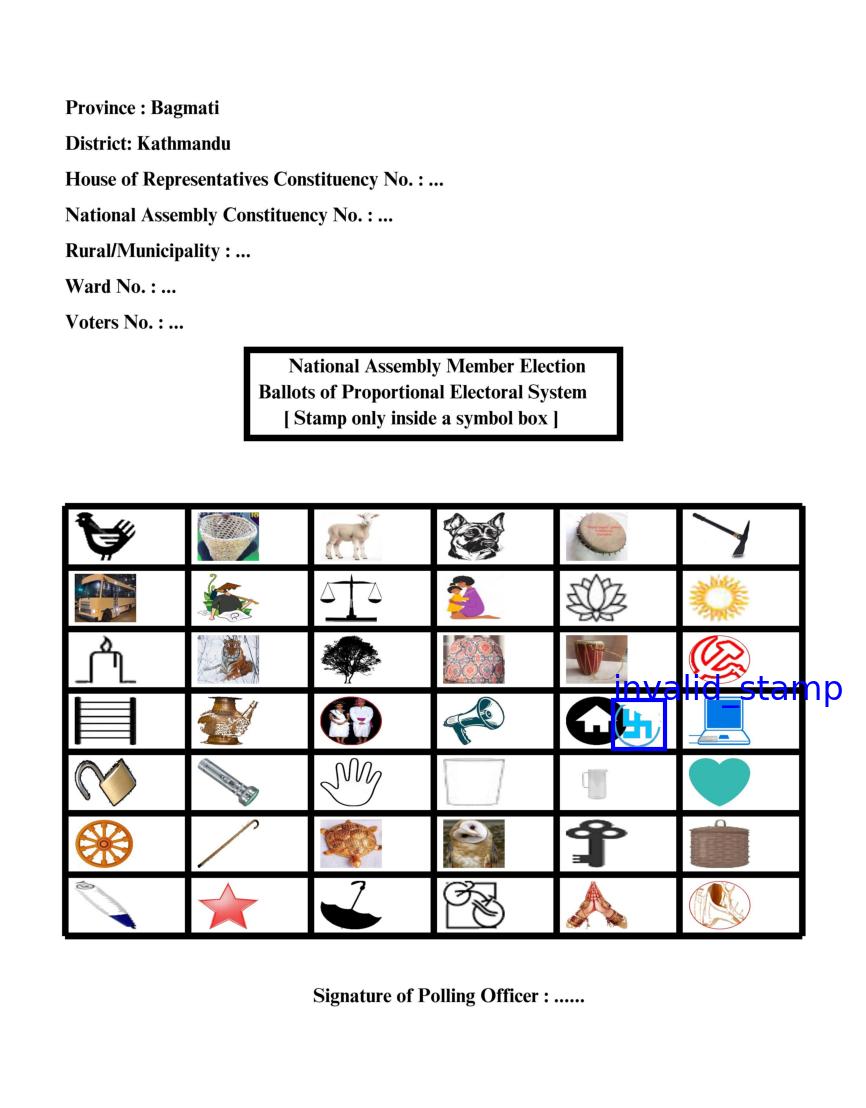 Province : Bagmati
District: Kathmandu
House of Representatives Constituency No. : ...
National Assembly Constituency No. : ...
Rural/Municipality : ...
Ward No. : ...
Voters No. : ...
National Assembly Member Election
Ballots of Proportional Electoral System
[ Stamp only inside a symbol box ]
invalid_stamp
Signature of Polling Officer : ......